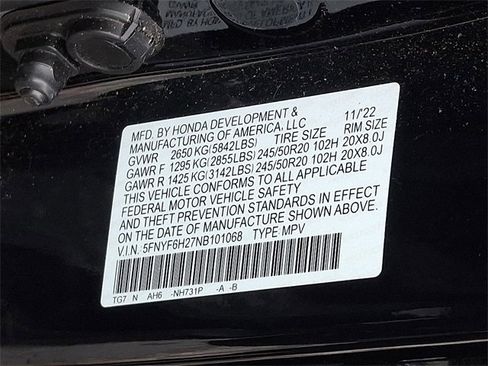 MFD. BY HONDA DEVELOPMENT & 11/'22
MANUFACTURING OF AMERICA, LLC
GVWR 2650 KG(5842LBS) TIRE SIZE RIM SIZE
GAWR F 1295 KG(2855LBS) 245/50R20 102H 20X8.0J
GAWR R 1425 KG(3142LBS) 245/50R20 102H 20X8.0J
THIS VEHICLE CONFORMS TO ALL APPLICABLE
FEDERAL MOTOR VEHICLE SAFETY
AND THEFT PREVENTION STANDARDS IN EFFECT
ON THE DATE OF MANUFACTURE SHOWN ABOVE.
V.I.N. 5FNYF6H27NB101068 TYPE MPV
TG7 N AH6 -NH731P -A -B